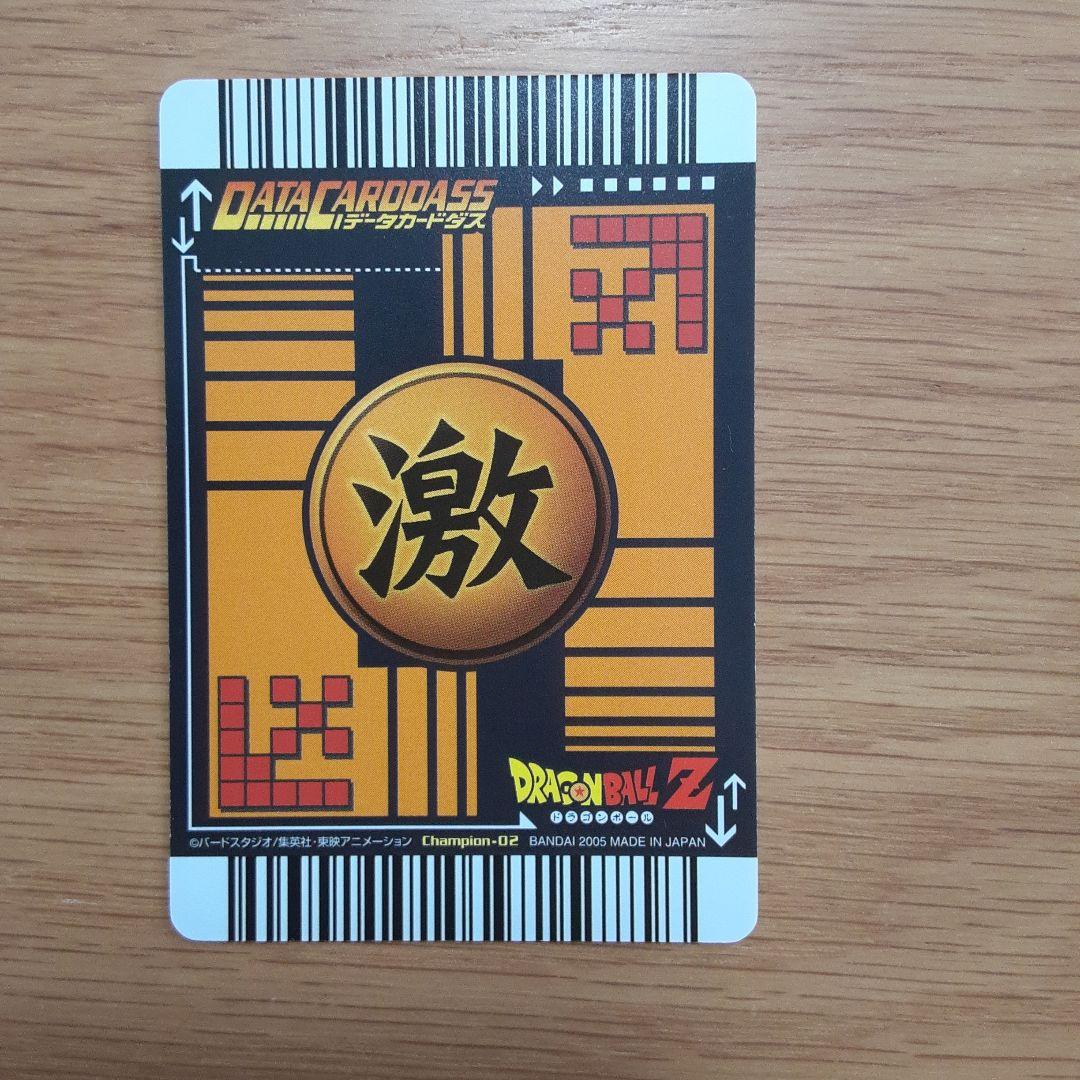 DATA CARDDASS
データカードダス
激
DRAGON BALL Z
ドラゴンボール
©バードスタジオ/集英社・東映アニメーション Champion-02 BANDAI 2005 MADE IN JAPAN